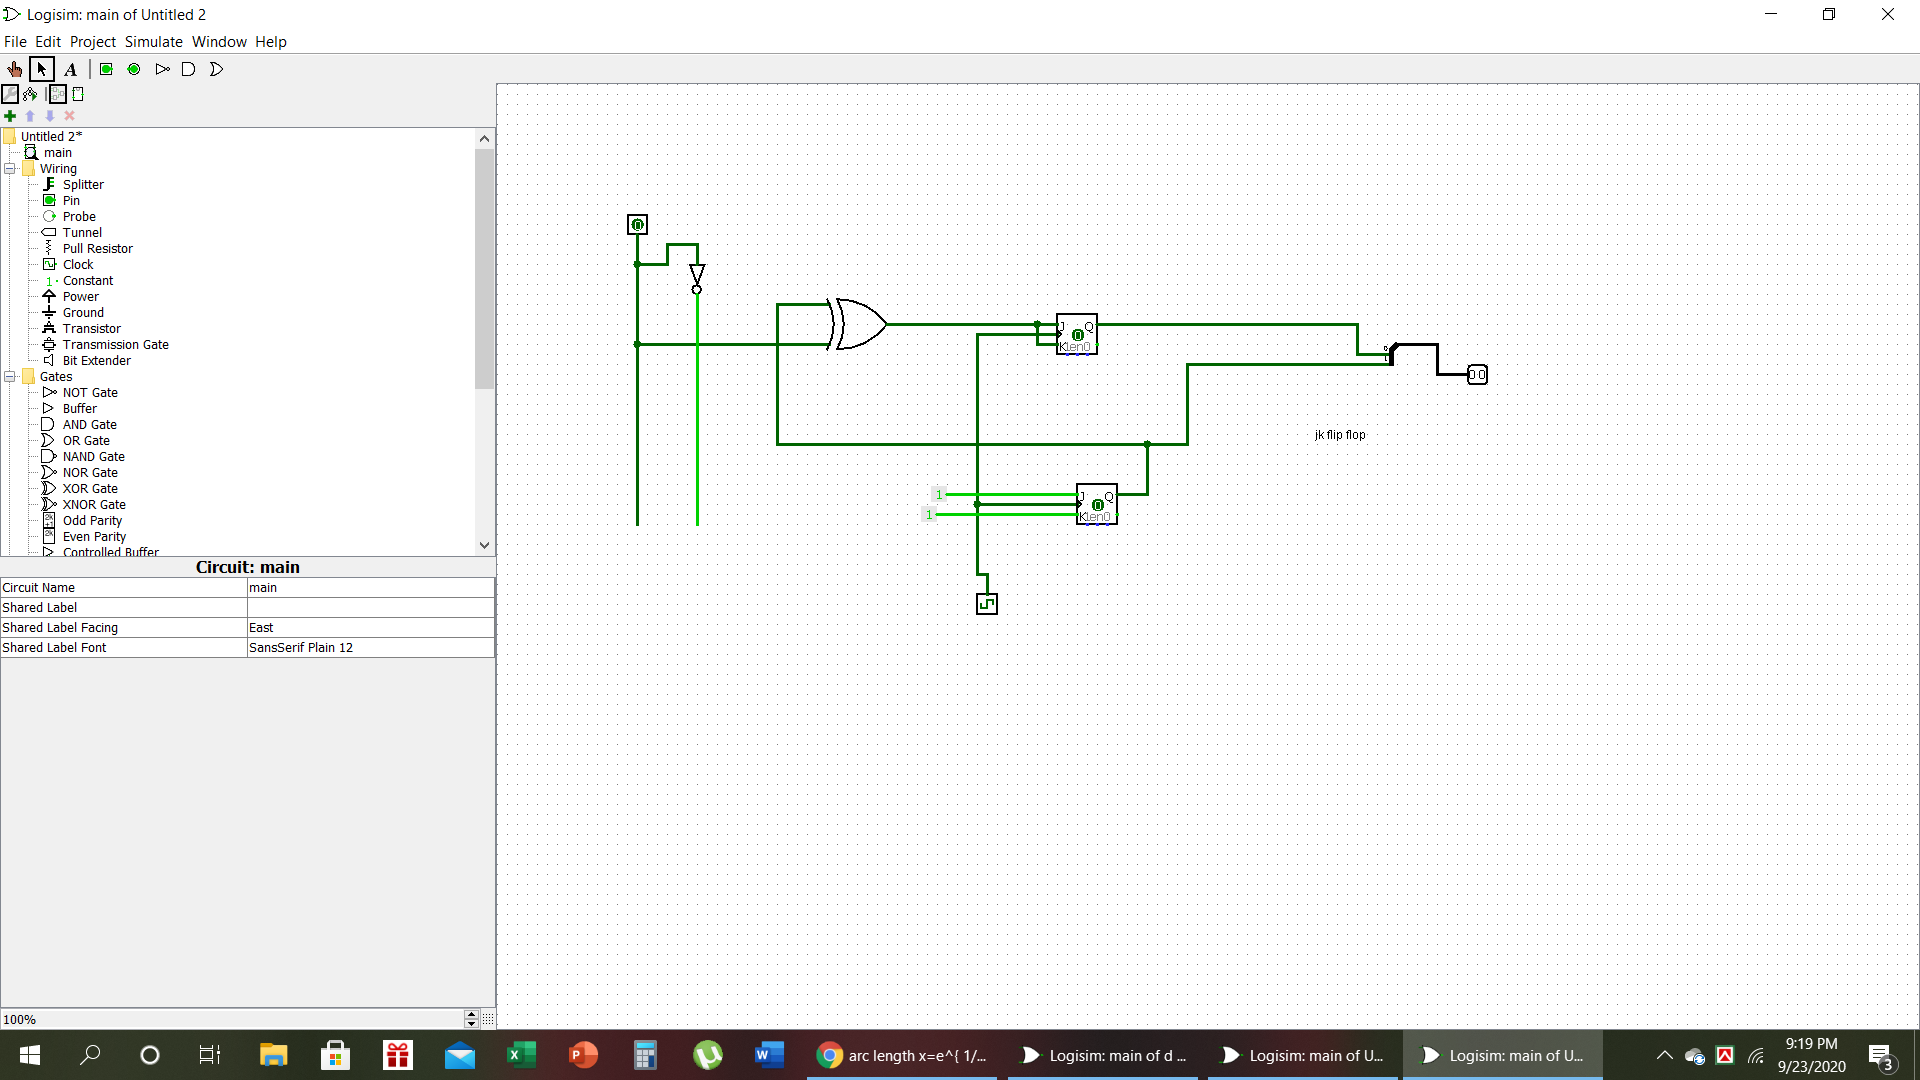 Logisim: main of Untitled 2
File Edit Project Simulate Window Help
A
Untitled 2*
main
Wiring
Splitter
Pin
Probe
Tunnel
Pull Resistor
Clock
Constant
Power
Ground
Transistor
Transmission Gate
Bit Extender
Gates
NOT Gate
Buffer
AND Gate
OR Gate
NAND Gate
NOR Gate
XOR Gate
XNOR Gate
Odd Parity
Even Parity
Controlled Buffer
Circuit: main
Circuit Name main
Shared Label
Shared Label Facing East
Shared Label Font SansSerif Plain 12
100%
0
J Q
0
Ken0
0 0
jk flip flop
1
1
J Q
0
Ken0
arc length x=e^{ 1/...
Logisim: main of d ...
Logisim: main of U...
Logisim: main of U...
9:19 PM
9/23/2020
3